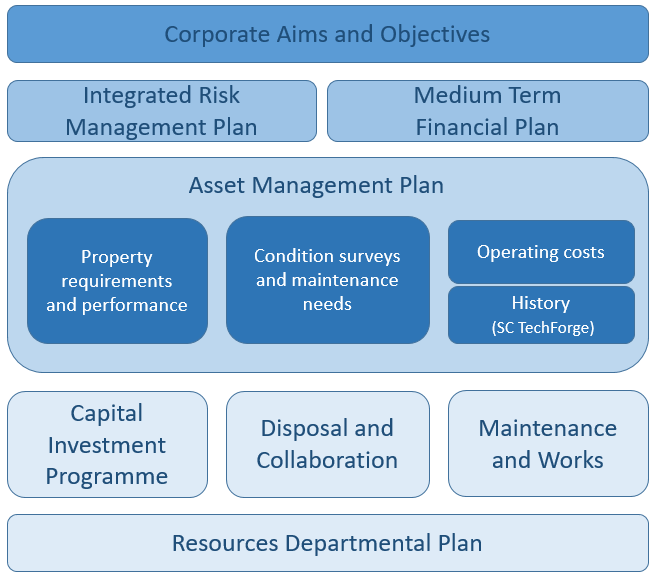 Corporate Aims and Objectives
Integrated Risk
Management Plan
Medium Term
Financial Plan
Asset Management Plan
Property
requirements
and performance
Condition surveys
and maintenance
needs
Operating costs
History
(SC TechForge)
Capital
Investment
Programme
Disposal and
Collaboration
Maintenance
and Works
Resources Departmental Plan